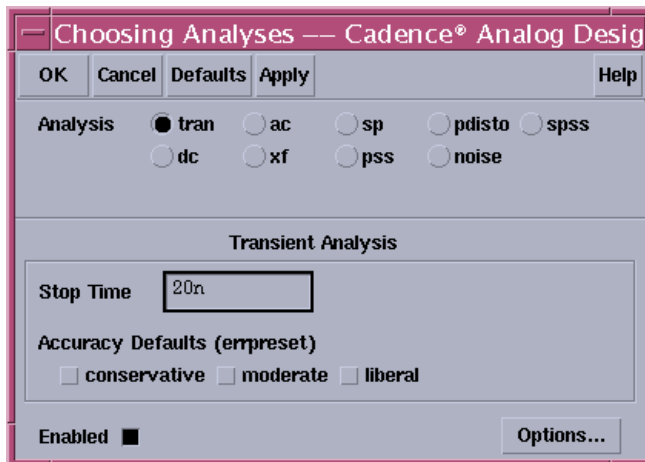 Choosing Analyses —— Cadence® Analog Desig
OK Cancel Defaults Apply Help
Analysis tran ac sp pdisto spss
dc xf pss noise
Transient Analysis
Stop Time 20n
Accuracy Defaults (errpreset)
conservative moderate liberal
Enabled Options...